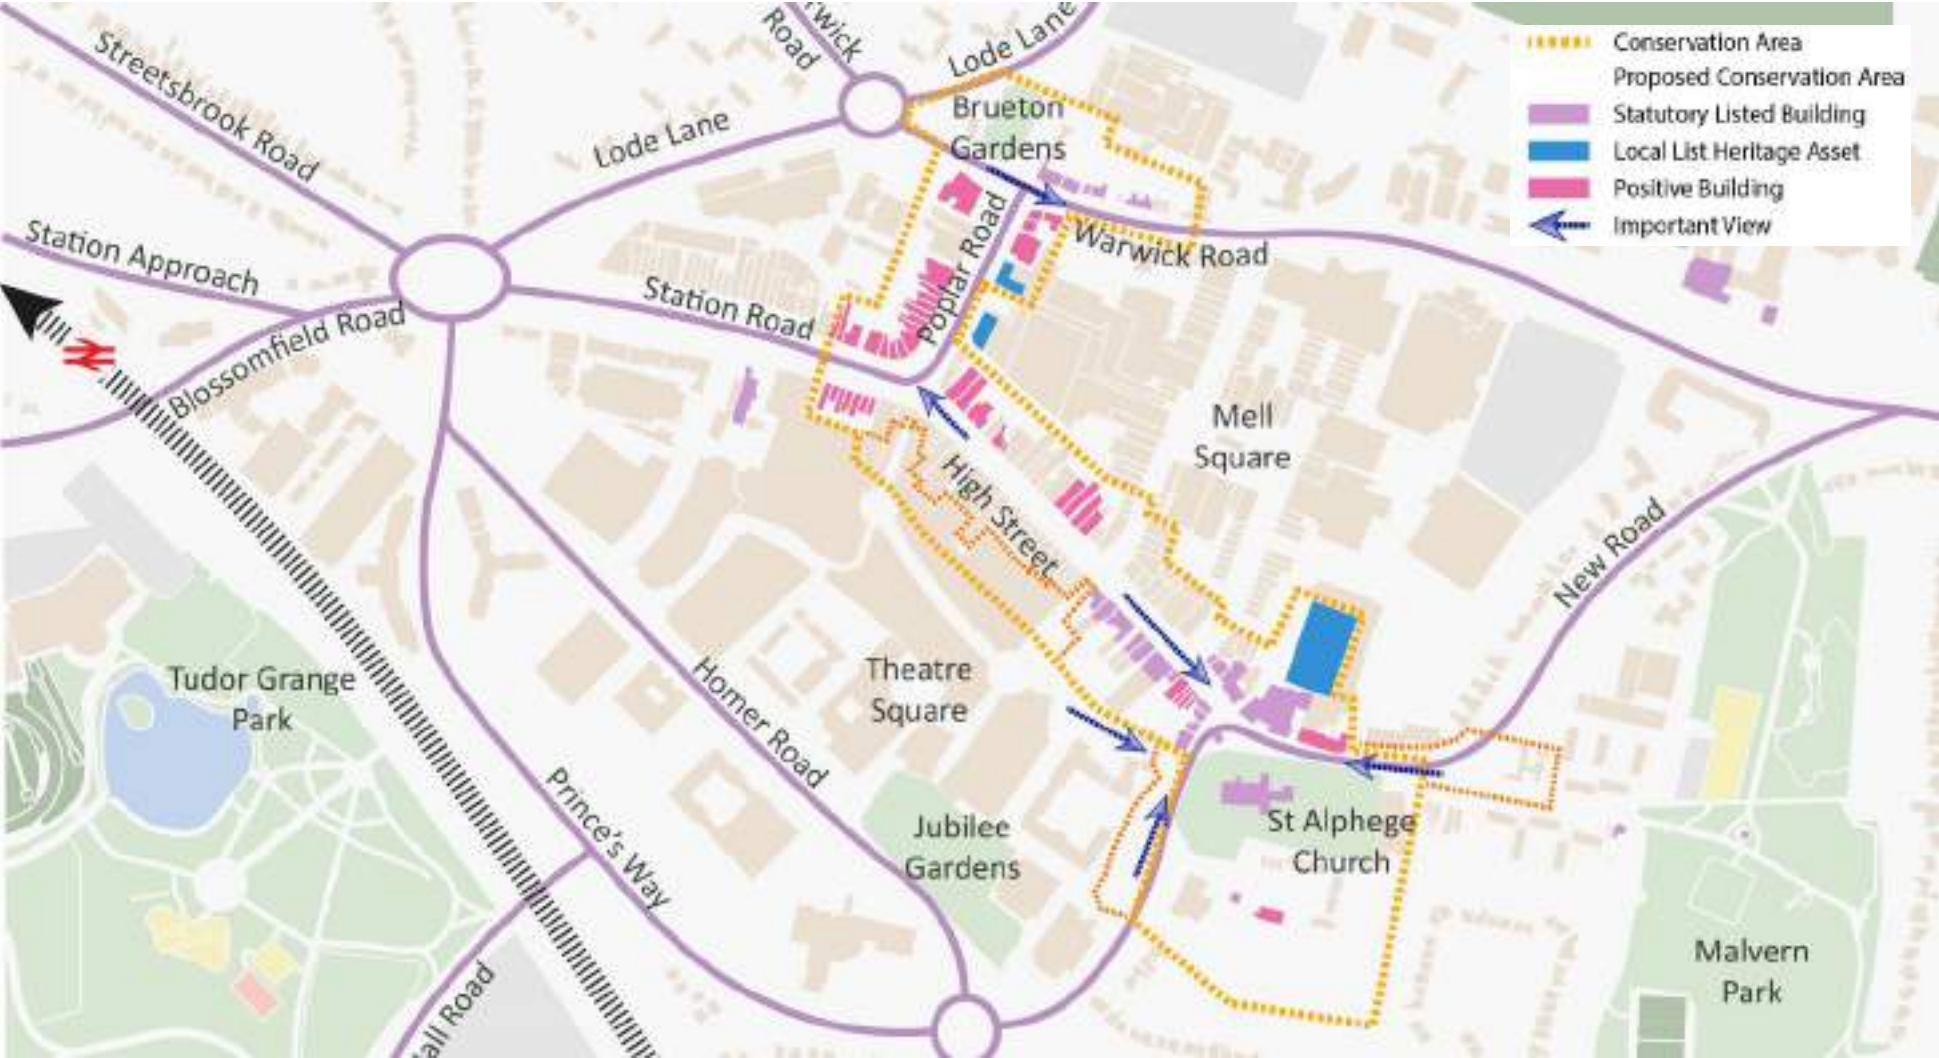 Streetsbrook Road
Road
Lode Lane
Brueton
Gardens
Lode Lane
Conservation Area
Proposed Conservation Area
Statutory Listed Building
Local List Heritage Asset
Positive Building
Important View
Station Approach
Blossomfield Road
Station Road
Poplar Road
Warwick Road
Mell
Square
High Street
New Road
Tudor Grange
Park
Theatre
Square
Homer Road
Prince's Way
Jubilee
Gardens
St Alphege
Church
Malvern
Park
Road